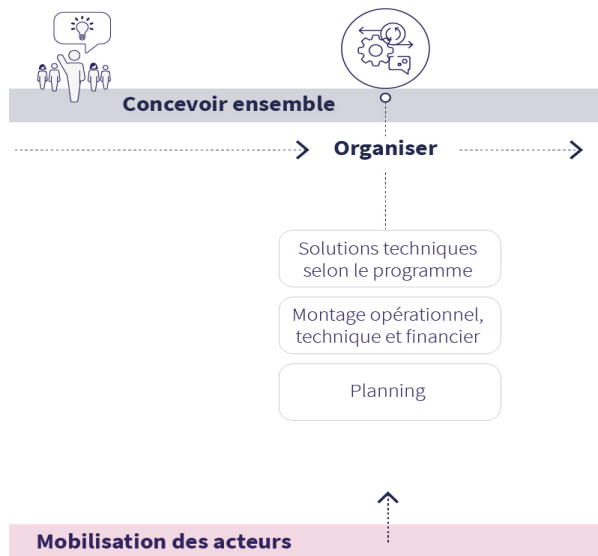 Concevoir ensemble
Organiser
Solutions techniques
selon le programme
Montage opérationnel,
technique et financier
Planning
Mobilisation des acteurs